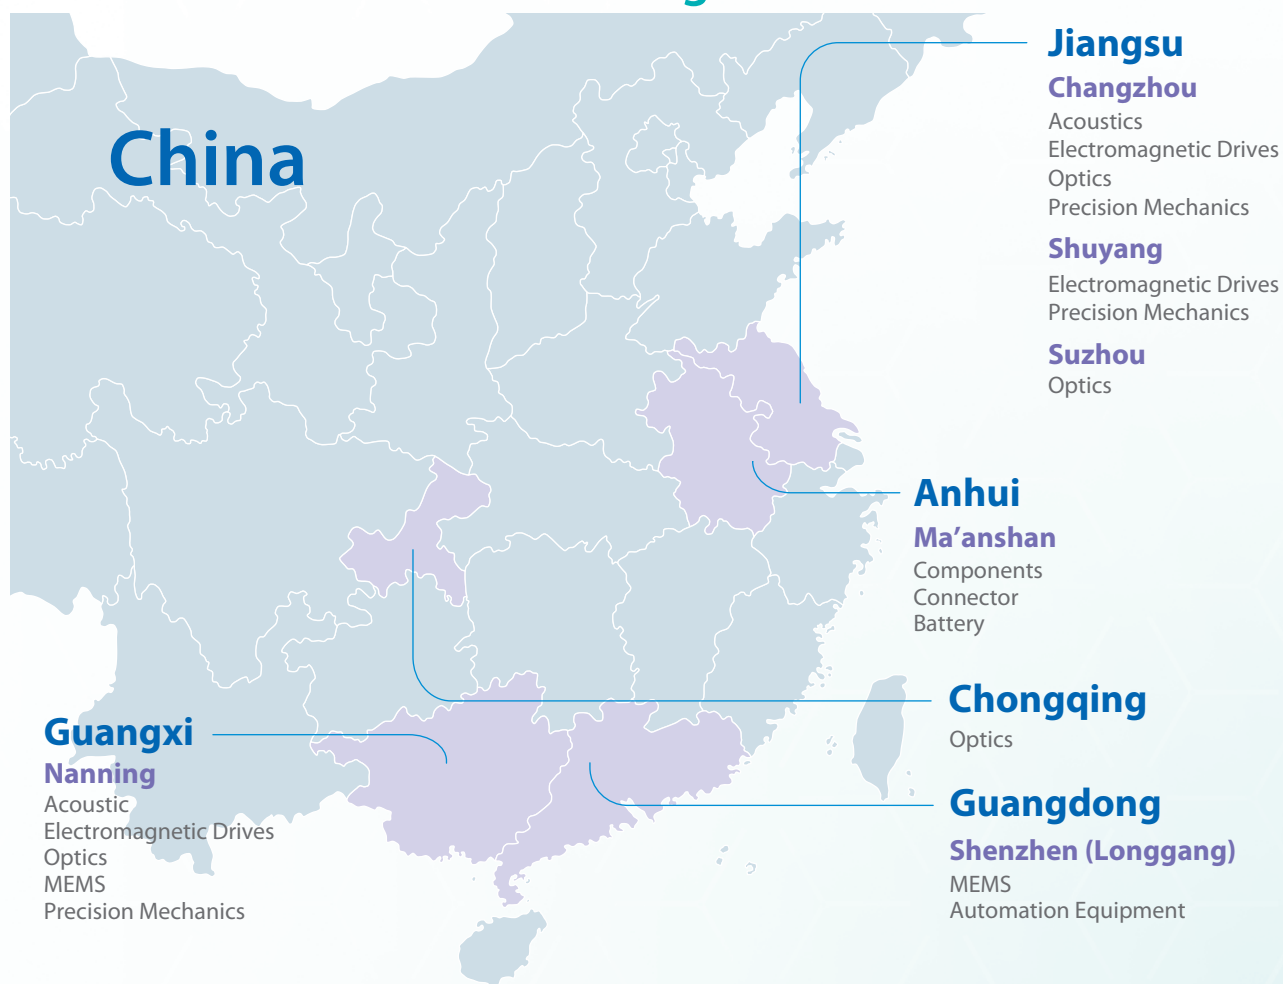 China
Jiangsu
Changzhou
Acoustics
Electromagnetic Drives
Optics
Precision Mechanics
Shuyang
Electromagnetic Drives
Precision Mechanics
Suzhou
Optics
Anhui
Ma’anshan
Components
Connector
Battery
Chongqing
Optics
Guangdong
Shenzhen (Longgang)
MEMS
Automation Equipment
Guangxi
Nanning
Acoustic
Electromagnetic Drives
Optics
MEMS
Precision Mechanics